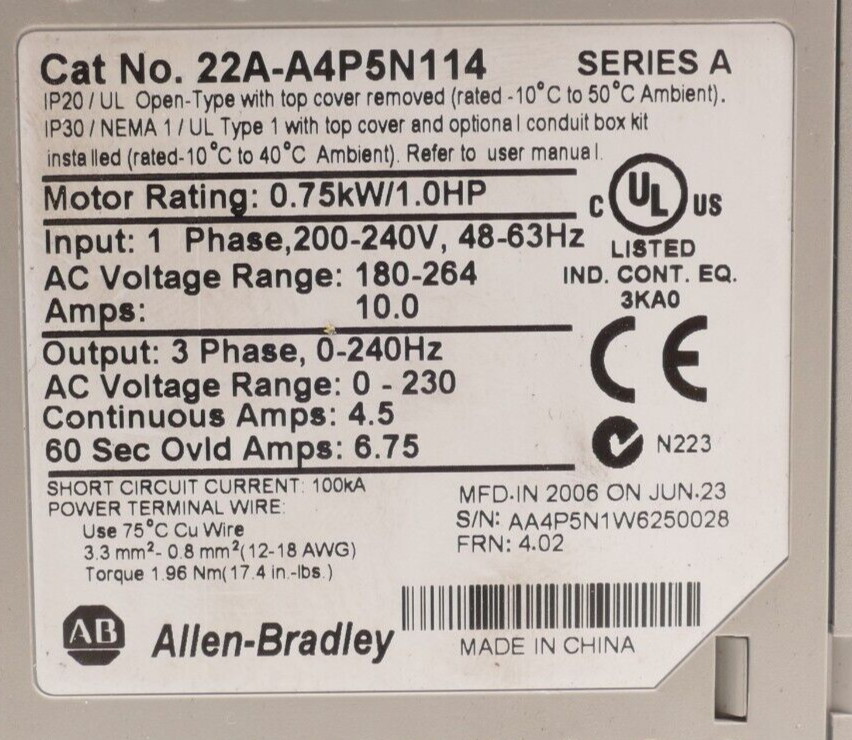 Cat No. 22A-A4P5N114 SERIES A
IP20 / UL Open-Type with top cover removed (rated -10°C to 50°C Ambient).
IP30 / NEMA 1 / UL Type 1 with top cover and optional conduit box kit
installed (rated-10°C to 40°C Ambient). Refer to user manual.
Motor Rating: 0.75kW/1.0HP
C UL US
LISTED
IND. CONT. EQ.
3KA0
Input: 1 Phase,200-240V, 48-63Hz
AC Voltage Range: 180-264
Amps: 10.0
Output: 3 Phase, 0-240Hz
AC Voltage Range: 0 - 230
Continuous Amps: 4.5
60 Sec Ovld Amps: 6.75
CE
N223
SHORT CIRCUIT CURRENT: 100kA
POWER TERMINAL WIRE:
Use 75°C Cu Wire
3.3 mm²- 0.8 mm²(12-18 AWG)
Torque 1.96 Nm(17.4 in.-lbs.)
MFD.IN 2006 ON JUN.23
S/N: AA4P5N1W6250028
FRN: 4.02
AB Allen-Bradley
MADE IN CHINA